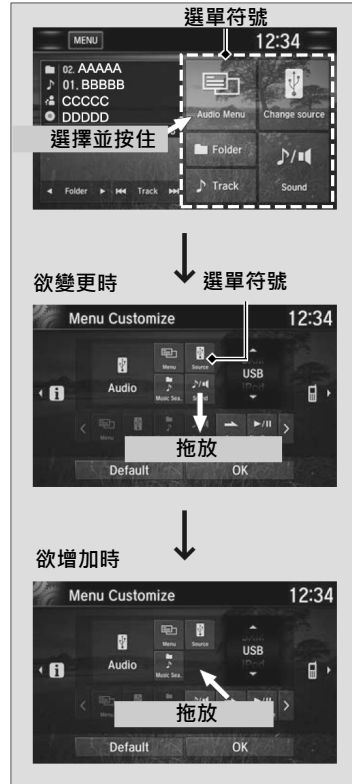 選單符號
MENU 12:34
02. AAAAA
01. BBBBB
CCCCC
DDDDD
Audio Menu Change source
選擇並按住
Folder
Track
Sound
Folder Track
欲變更時
選單符號
Menu Customize 12:34
Audio
Menu Source
Music Sea. Sound
USB
iPod
Menu
拖放
Default OK
欲增加時
Menu Customize 12:34
Audio
Menu Source
Music Sea.
USB
iPod
拖放
Default OK